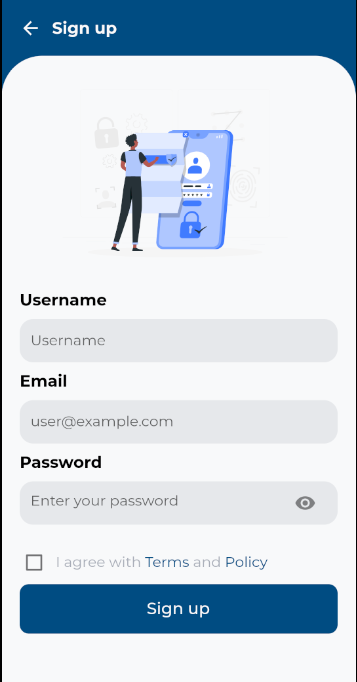 Sign up
Username
Username
Email
user@example.com
Password
Enter your password
I agree with Terms and Policy
Sign up